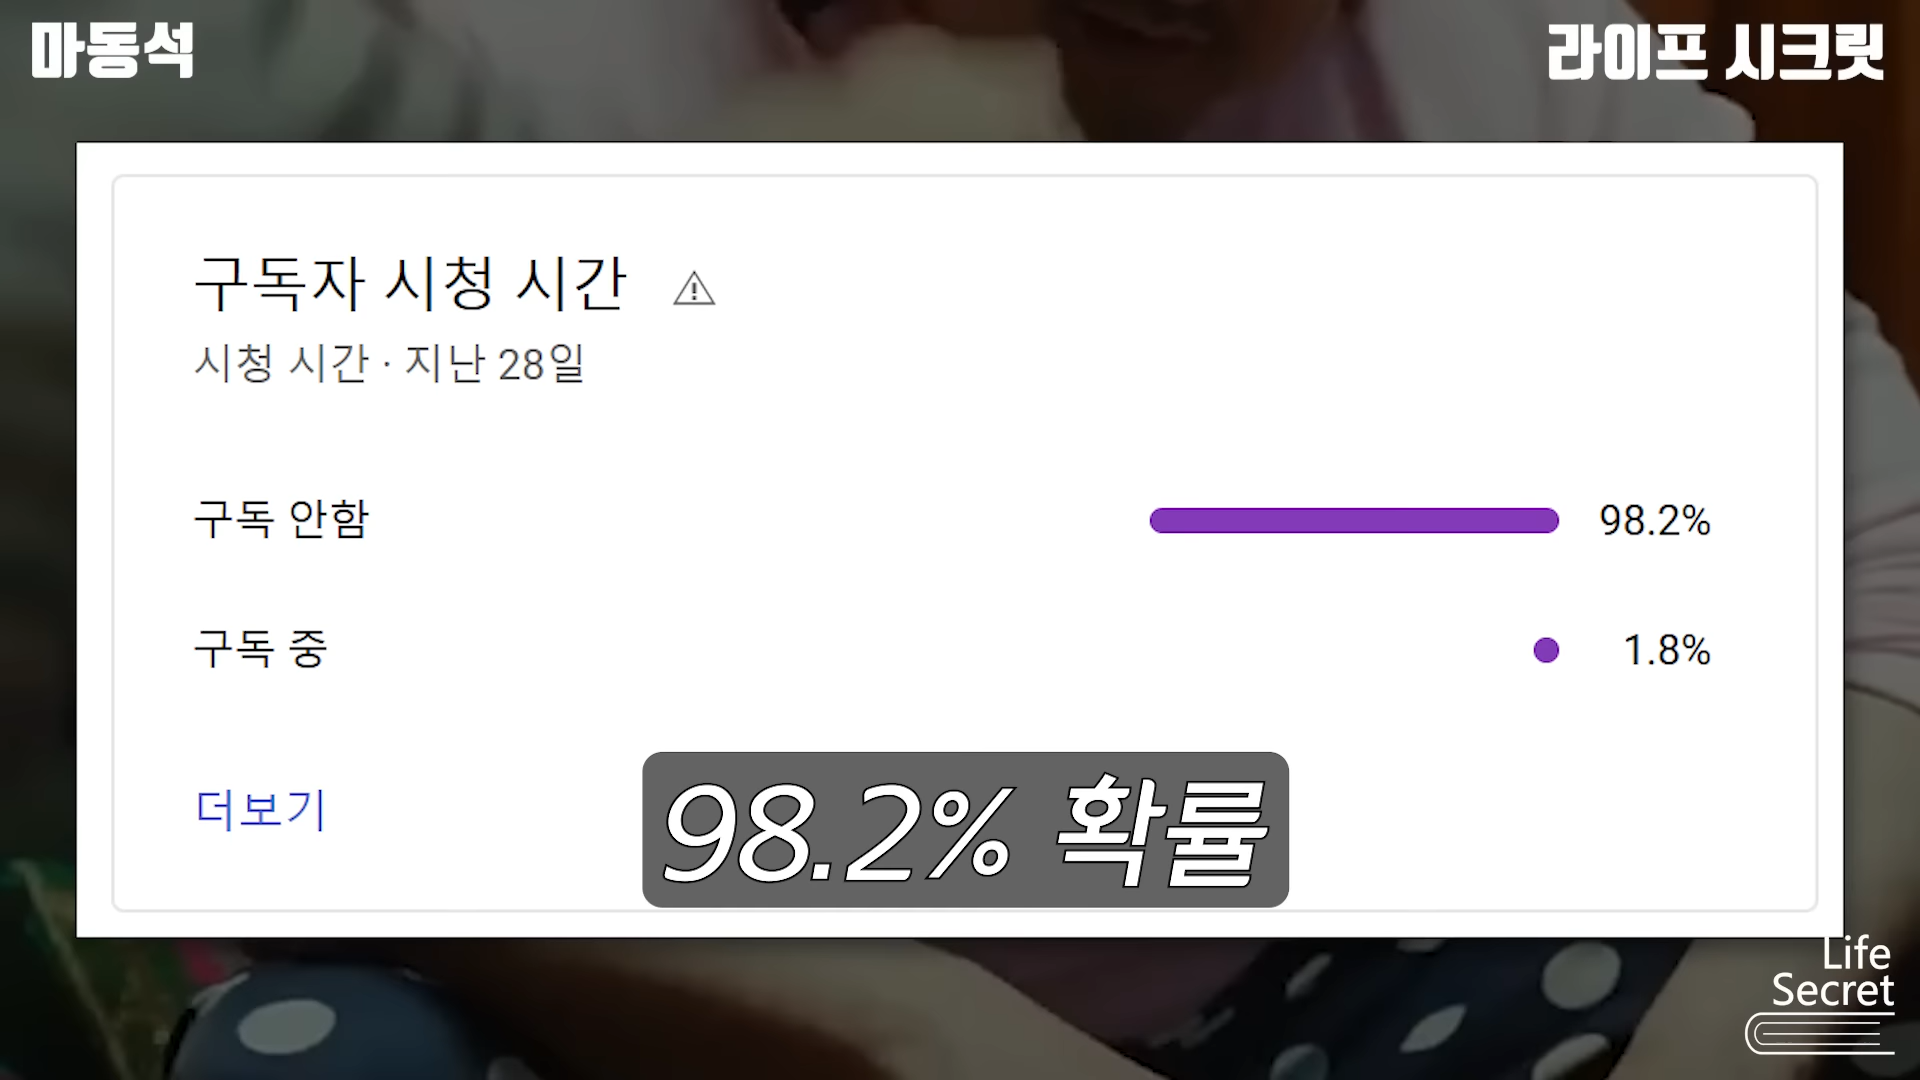 마동석
라이프 시크릿
구독자 시청 시간
시청 시간 · 지난 28일
구독 안함 98.2%
구독 중 1.8%
더보기
98.2% 확률
Life
Secret